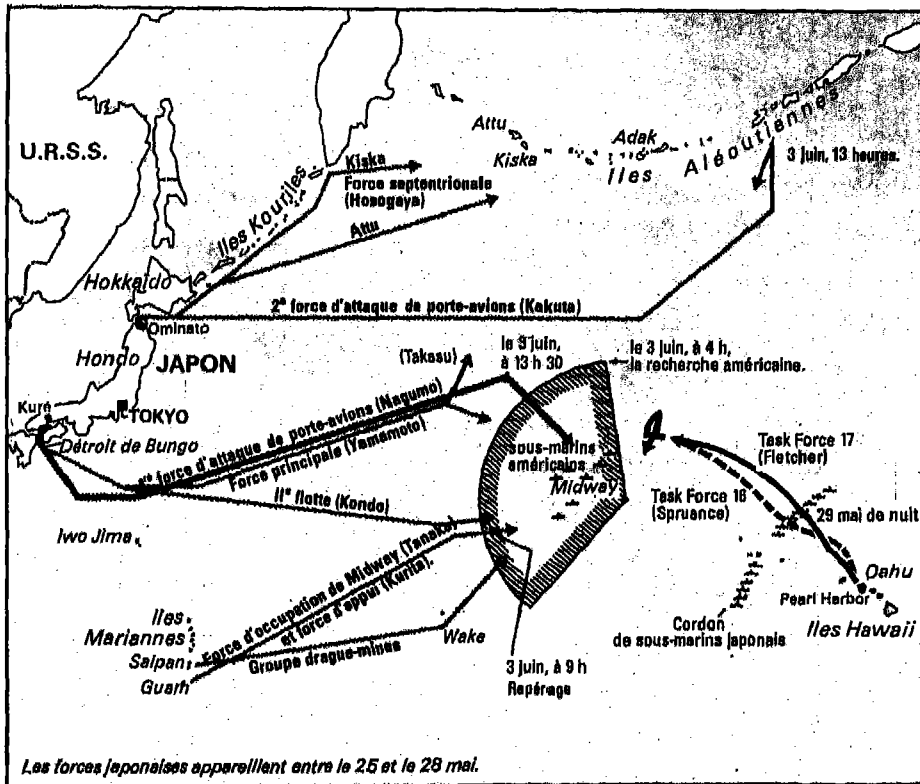 U.R.S.S.
Attu
Kiska
Adak
Iles
Aléoutiennes
3 juin, 13 heures.
Kiska
Force septentrionale
(Hosogaya)
Iles Kouriles
Attu
Hokkaido
2e force d'attaque de porte-avions (Kakuta)
Ominato
Hondo
JAPON
(Takasu)
le 3 juin,
à 13 h 30
le 3 juin, à 4 h,
la recherche américaine.
Kure
TOKYO
Détroit de Bungo
force d'attaque de porte-avions (Nagumo)
Force principale (Yamamoto)
sous-marins
américains
Midway
Task Force 17
(Fletcher)
Task Force 16
(Spruance)
29 mai de nuit
IIe flotte (Kondo)
Iwo Jima
Force d'occupation de Midway (Tanaka)
et force d'appui (Kurita).
Oahu
Pearl Harbor
Iles Hawaii
Iles
Mariannes
Saipan
Guam
Groupe drague-mines
Wake
Cordon
de sous-marins japonais
3 juin, à 9 h
Repérage
Les forces japonaises appareillent entre le 25 et le 28 mai.